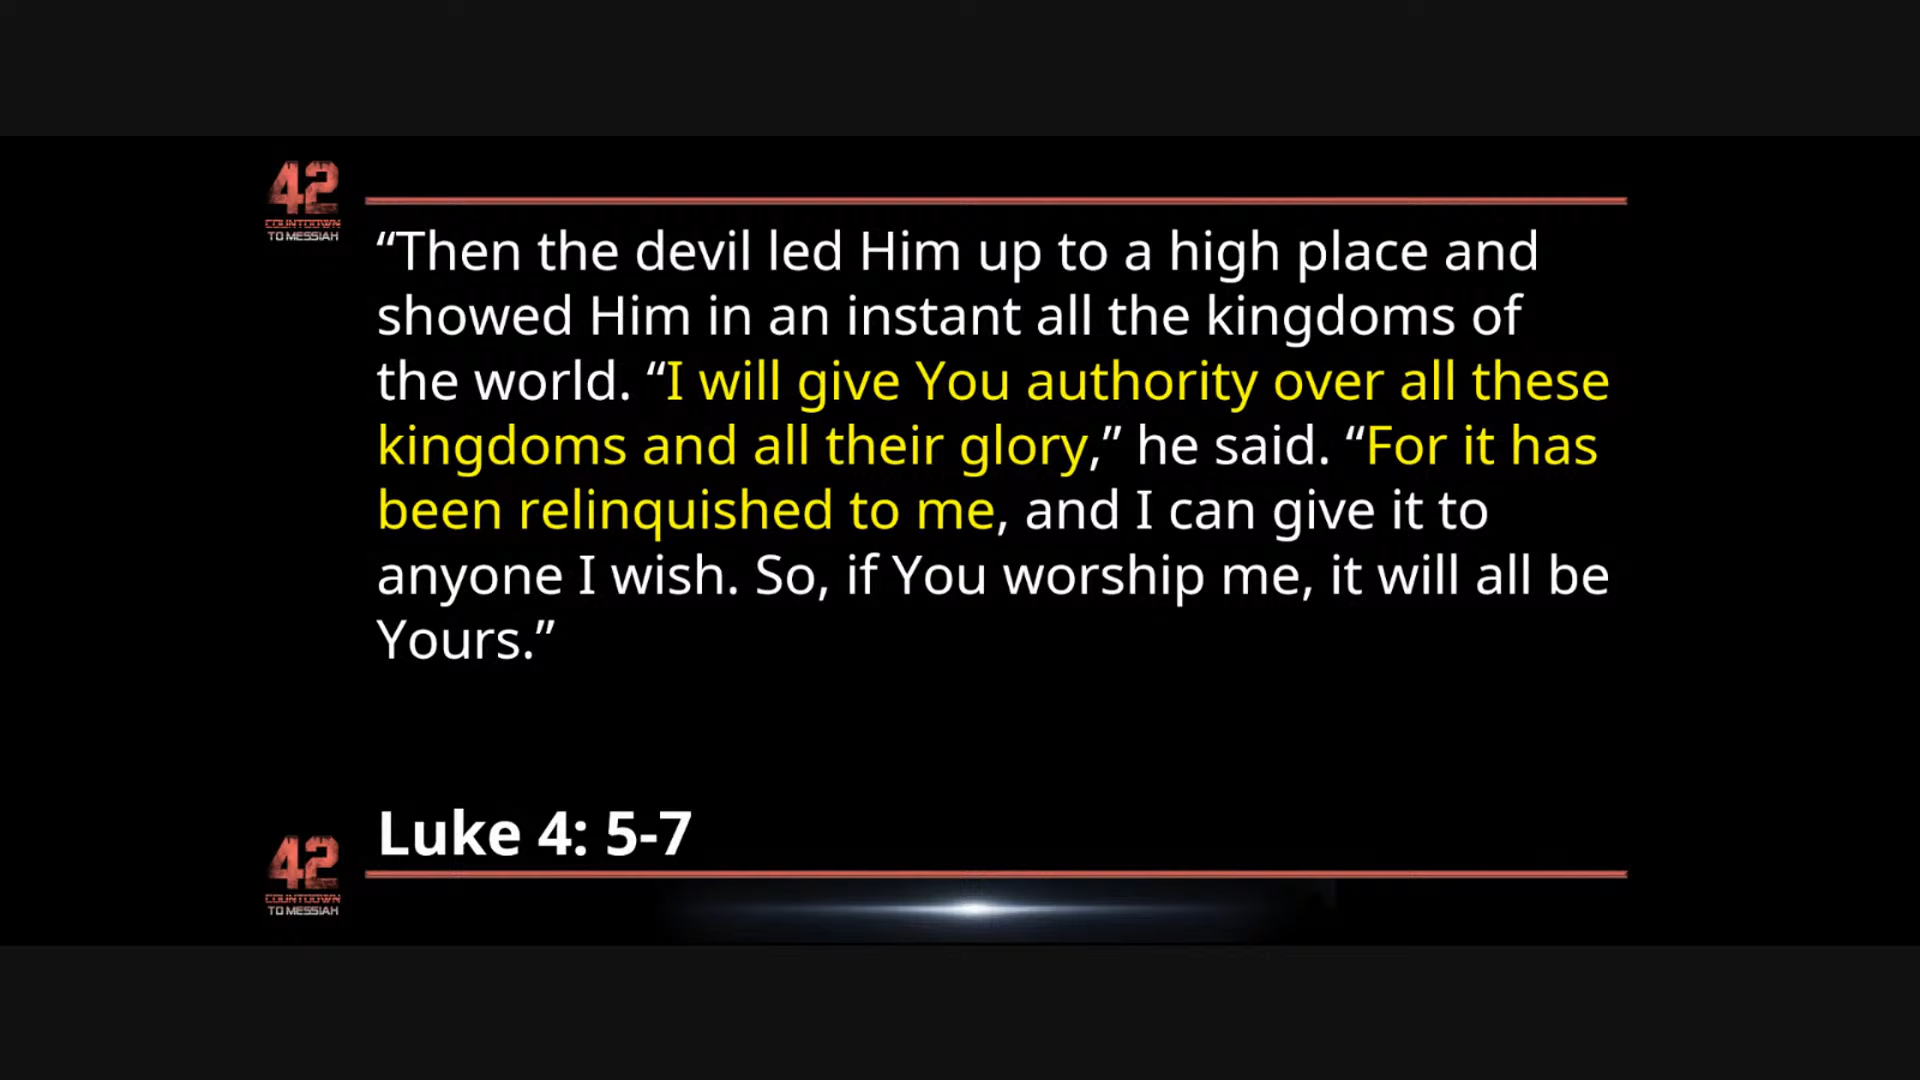 42
COUNTDOWN
TO MESSIAH
“Then the devil led Him up to a high place and
showed Him in an instant all the kingdoms of
the world. “I will give You authority over all these
kingdoms and all their glory,” he said. “For it has
been relinquished to me, and I can give it to
anyone I wish. So, if You worship me, it will all be
Yours.”
Luke 4: 5-7
42
COUNTDOWN
TO MESSIAH